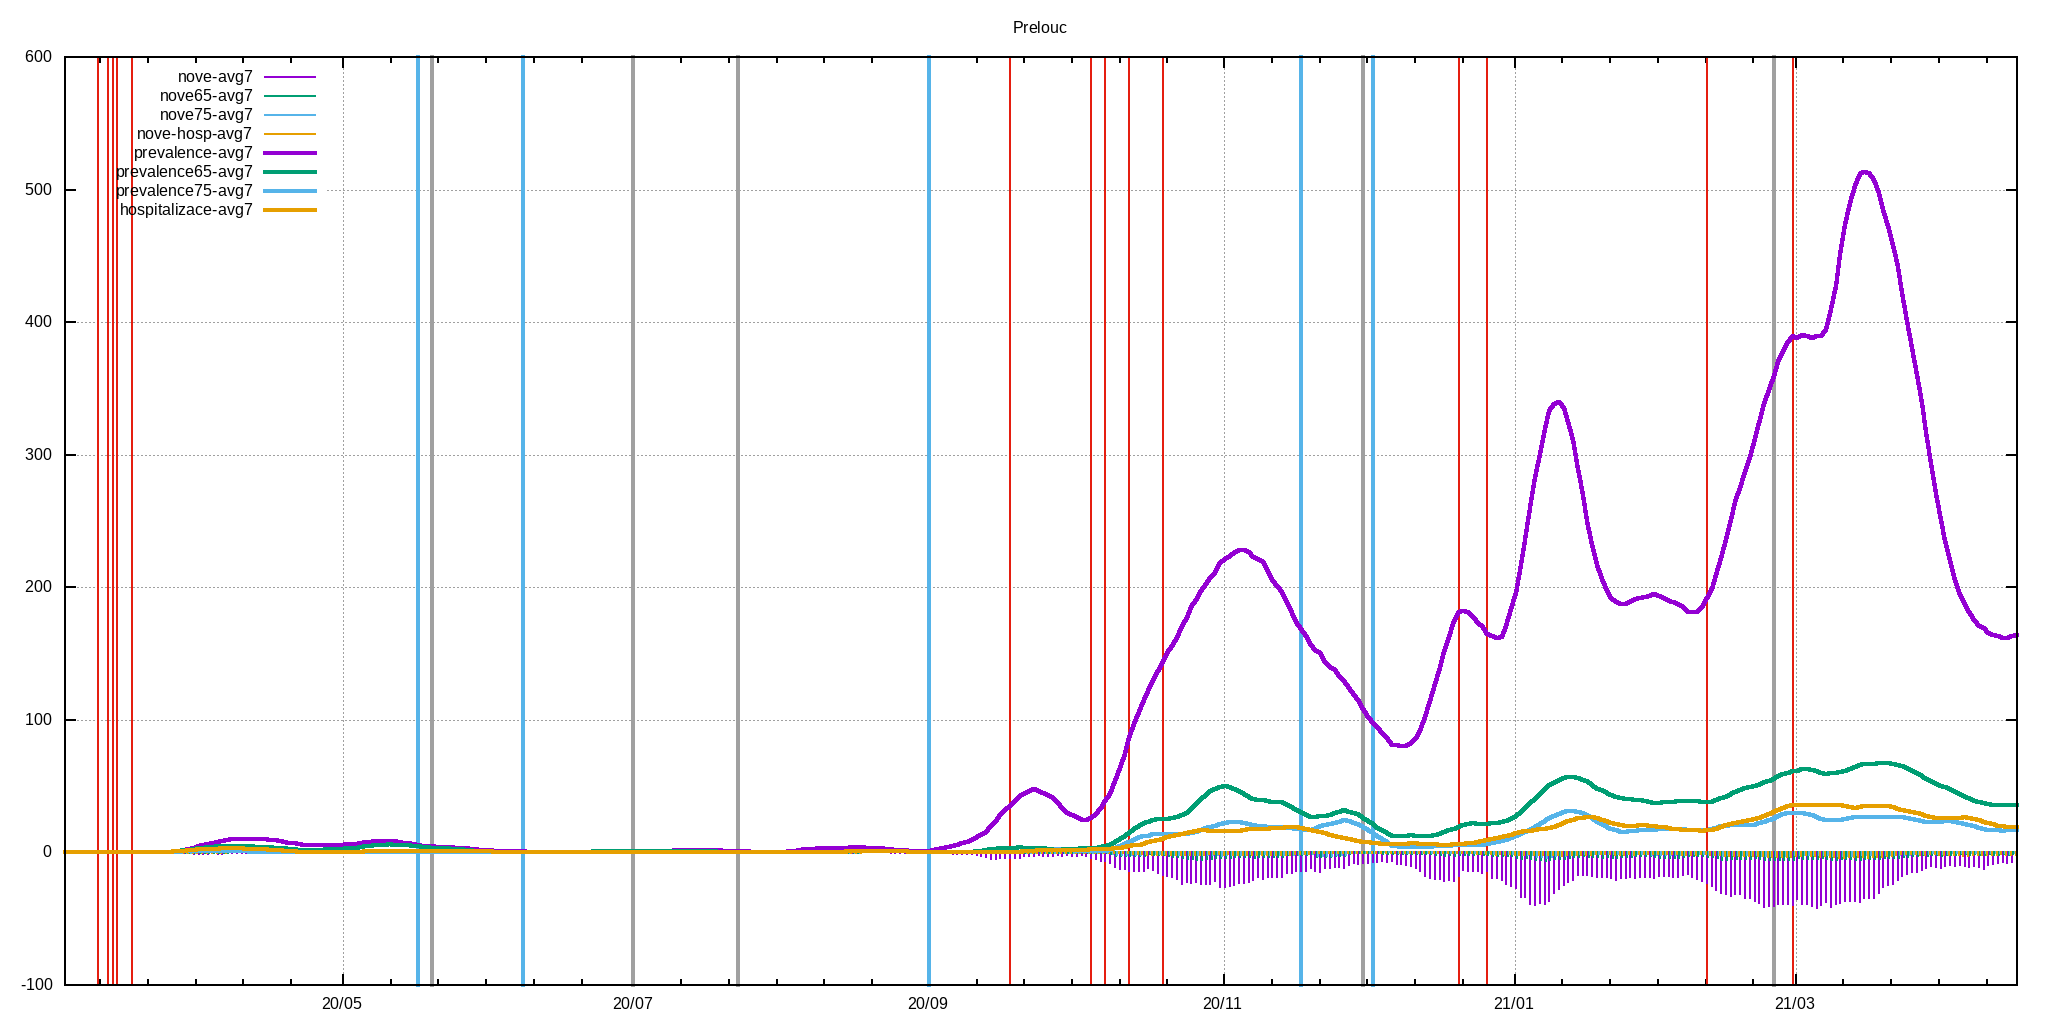 Prelouc
600
500
400
300
200
100
0
-100
nove-avg7
nove65-avg7
nove75-avg7
nove-hosp-avg7
prevalence-avg7
prevalence65-avg7
prevalence75-avg7
hospitalizace-avg7
20/05 20/07 20/09 20/11 21/01 21/03